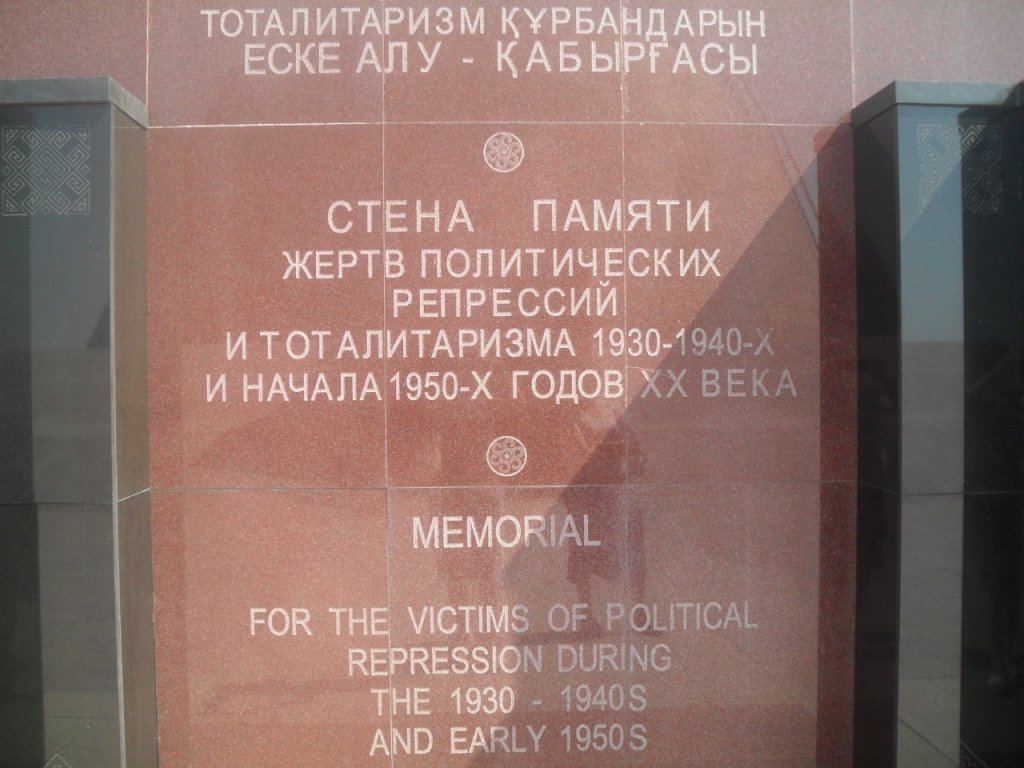 ТОТАЛИТАРИЗМ ҚҰРБАНДАРЫН
ЕСКЕ АЛУ - ҚАБЫРҒАСЫ
СТЕНА ПАМЯТИ
ЖЕРТВ ПОЛИТИЧЕСКИХ
РЕПРЕССИЙ
И ТОТАЛИТАРИЗМА 1930-1940-Х
И НАЧАЛА 1950-Х ГОДОВ ХХ ВЕКА
MEMORIAL
FOR THE VICTIMS OF POLITICAL
REPRESSION DURING
THE 1930 - 1940S
AND EARLY 1950S